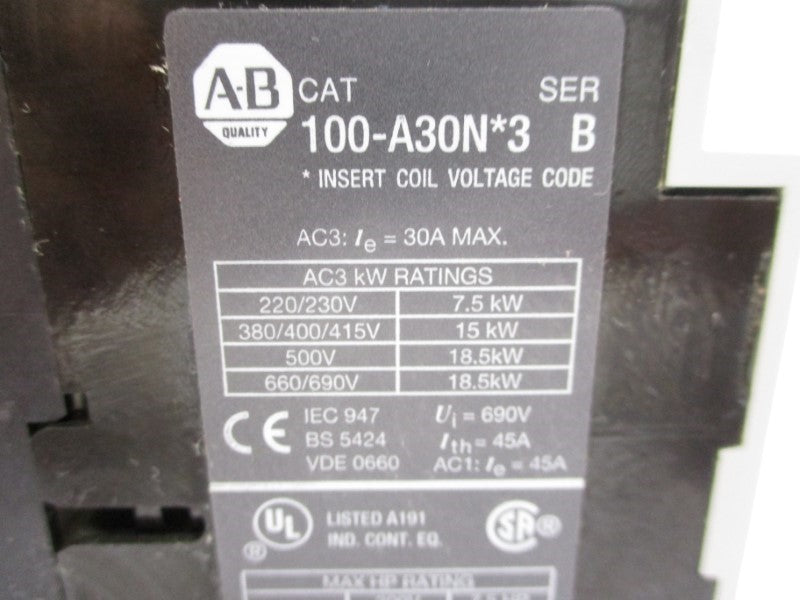 A-B QUALITY
CAT SER
100-A30N*3 B
* INSERT COIL VOLTAGE CODE
AC3: Ie = 30A MAX.
AC3 kW RATINGS
220/230V 7.5 kW
380/400/415V 15 kW
500V 18.5kW
660/690V 18.5kW
CE IEC 947 Ui = 690V
BS 5424 Ith = 45A
VDE 0660 AC1: Ie = 45A
UL ® LISTED A191 SA ®
IND. CONT. EQ.
MAX HP RATING